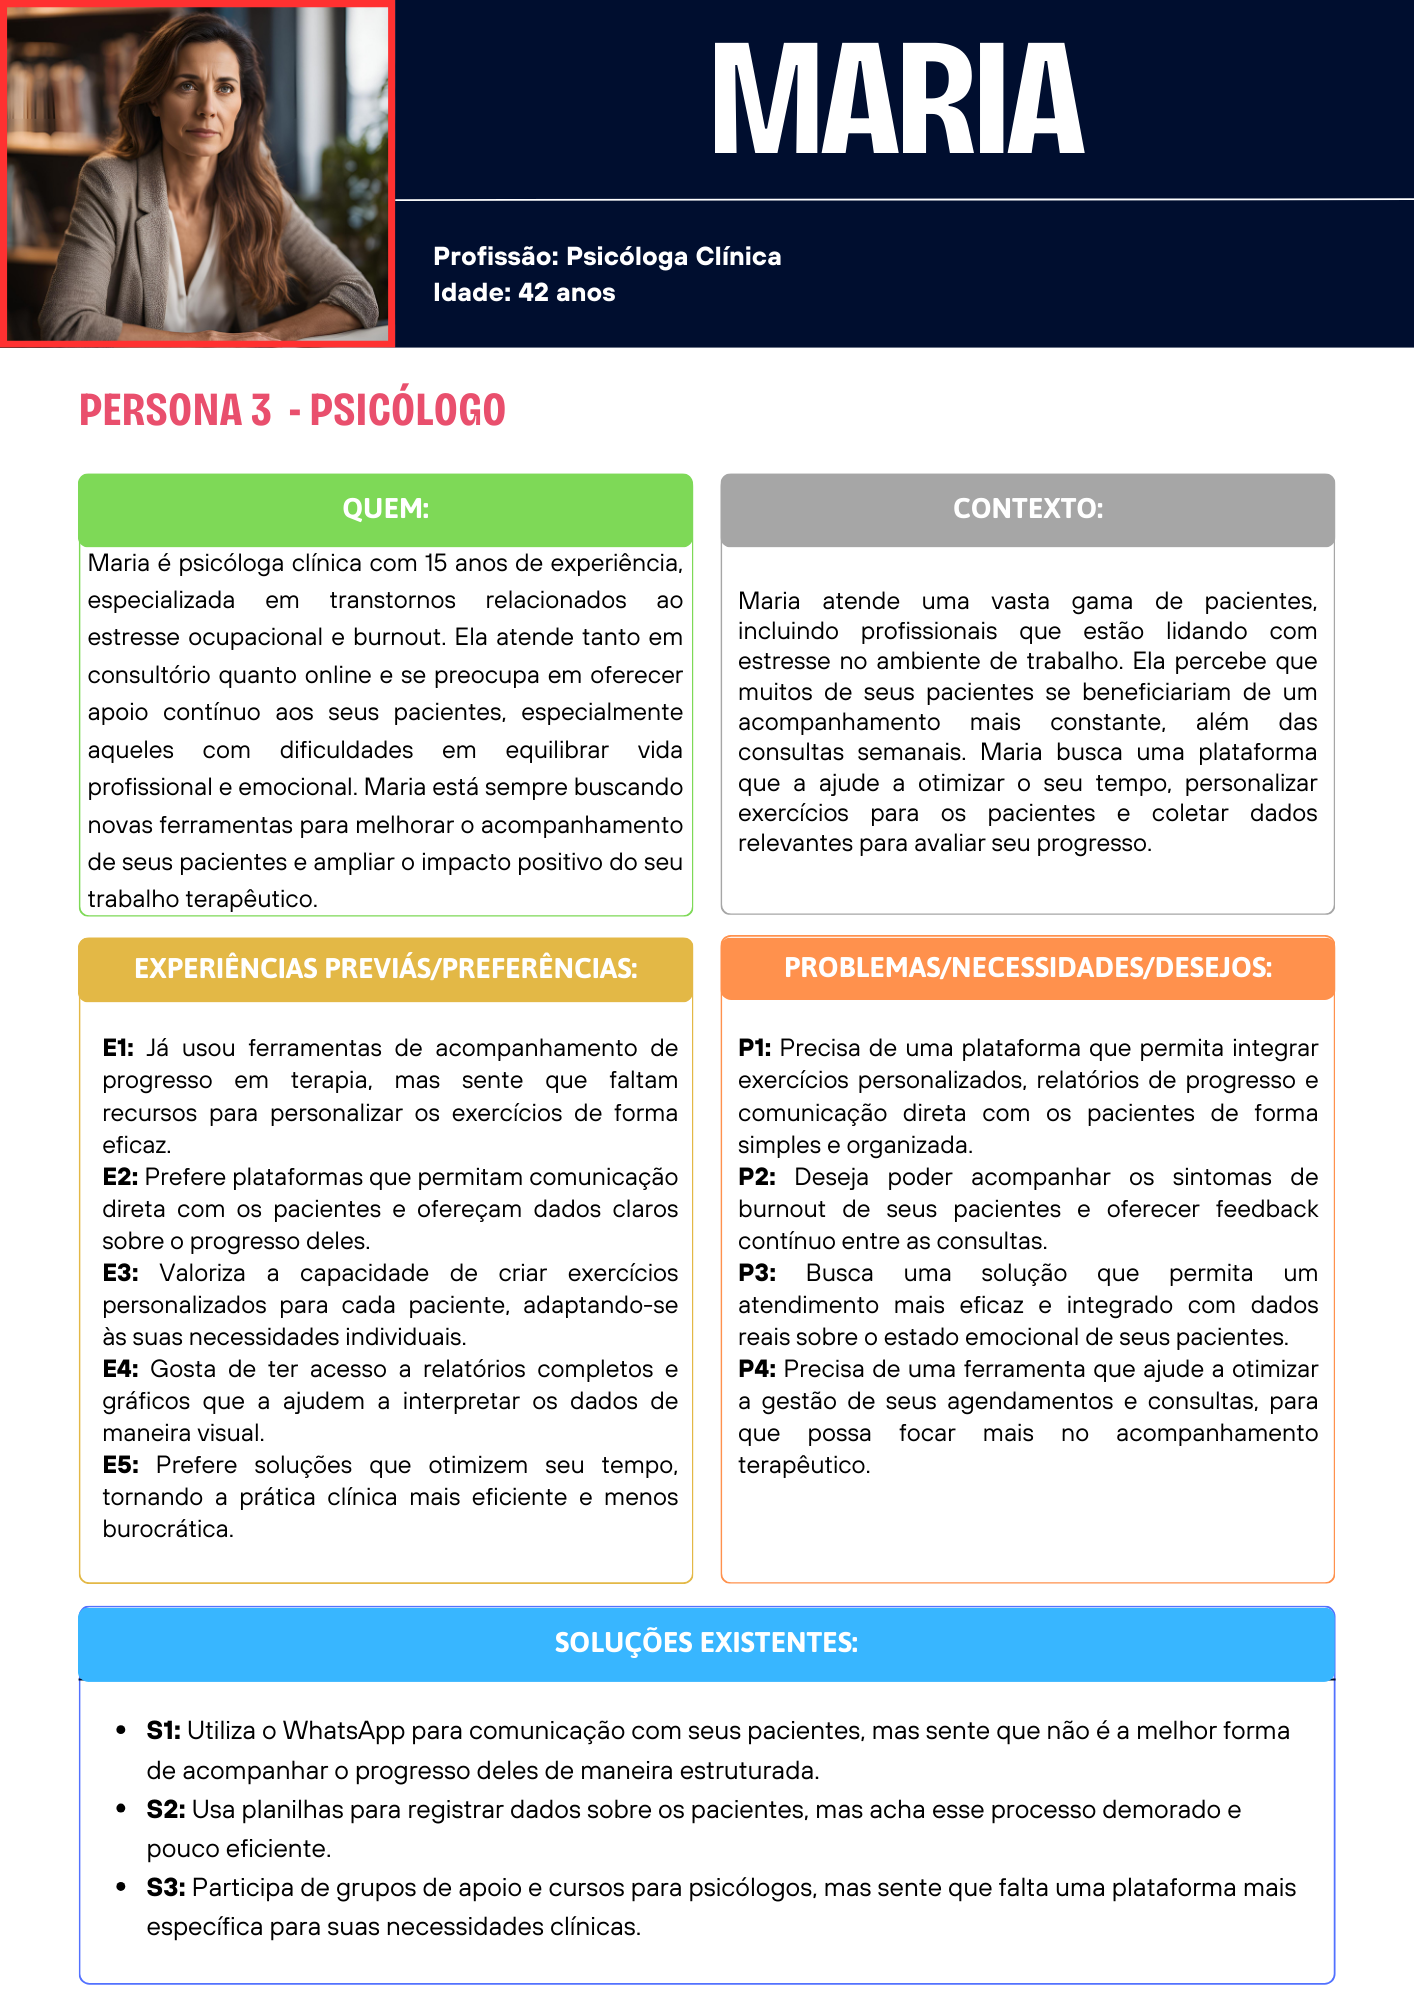 MARIA
Profissão: Psicóloga Clínica
Idade: 42 anos
PERSONA 3 - PSICÓLOGO
QUEM:
Maria é psicóloga clínica com 15 anos de experiência,
especializada em transtornos relacionados ao
estresse ocupacional e burnout. Ela atende tanto em
consultório quanto online e se preocupa em oferecer
apoio contínuo aos seus pacientes, especialmente
aqueles com dificuldades em equilibrar vida
profissional e emocional. Maria está sempre buscando
novas ferramentas para melhorar o acompanhamento
de seus pacientes e ampliar o impacto positivo do seu
trabalho terapêutico.
CONTEXTO:
Maria atende uma vasta gama de pacientes,
incluindo profissionais que estão lidando com
estresse no ambiente de trabalho. Ela percebe que
muitos de seus pacientes se beneficiariam de um
acompanhamento mais constante, além das
consultas semanais. Maria busca uma plataforma
que a ajude a otimizar o seu tempo, personalizar
exercícios para os pacientes e coletar dados
relevantes para avaliar seu progresso.
EXPERIÊNCIAS PREVIÁS/PREFERÊNCIAS:
E1: Já usou ferramentas de acompanhamento de
progresso em terapia, mas sente que faltam
recursos para personalizar os exercícios de forma
eficaz.
E2: Prefere plataformas que permitam comunicação
direta com os pacientes e ofereçam dados claros
sobre o progresso deles.
E3: Valoriza a capacidade de criar exercícios
personalizados para cada paciente, adaptando-se
às suas necessidades individuais.
E4: Gosta de ter acesso a relatórios completos e
gráficos que a ajudem a interpretar os dados de
maneira visual.
E5: Prefere soluções que otimizem seu tempo,
tornando a prática clínica mais eficiente e menos
burocrática.
PROBLEMAS/NECESSIDADES/DESEJOS:
P1: Precisa de uma plataforma que permita integrar
exercícios personalizados, relatórios de progresso e
comunicação direta com os pacientes de forma
simples e organizada.
P2: Deseja poder acompanhar os sintomas de
burnout de seus pacientes e oferecer feedback
contínuo entre as consultas.
P3: Busca uma solução que permita um
atendimento mais eficaz e integrado com dados
reais sobre o estado emocional de seus pacientes.
P4: Precisa de uma ferramenta que ajude a otimizar
a gestão de seus agendamentos e consultas, para
que possa focar mais no acompanhamento
terapêutico.
SOLUÇÕES EXISTENTES:
• S1: Utiliza o WhatsApp para comunicação com seus pacientes, mas sente que não é a melhor forma
de acompanhar o progresso deles de maneira estruturada.
• S2: Usa planilhas para registrar dados sobre os pacientes, mas acha esse processo demorado e
pouco eficiente.
• S3: Participa de grupos de apoio e cursos para psicólogos, mas sente que falta uma plataforma mais
específica para suas necessidades clínicas.